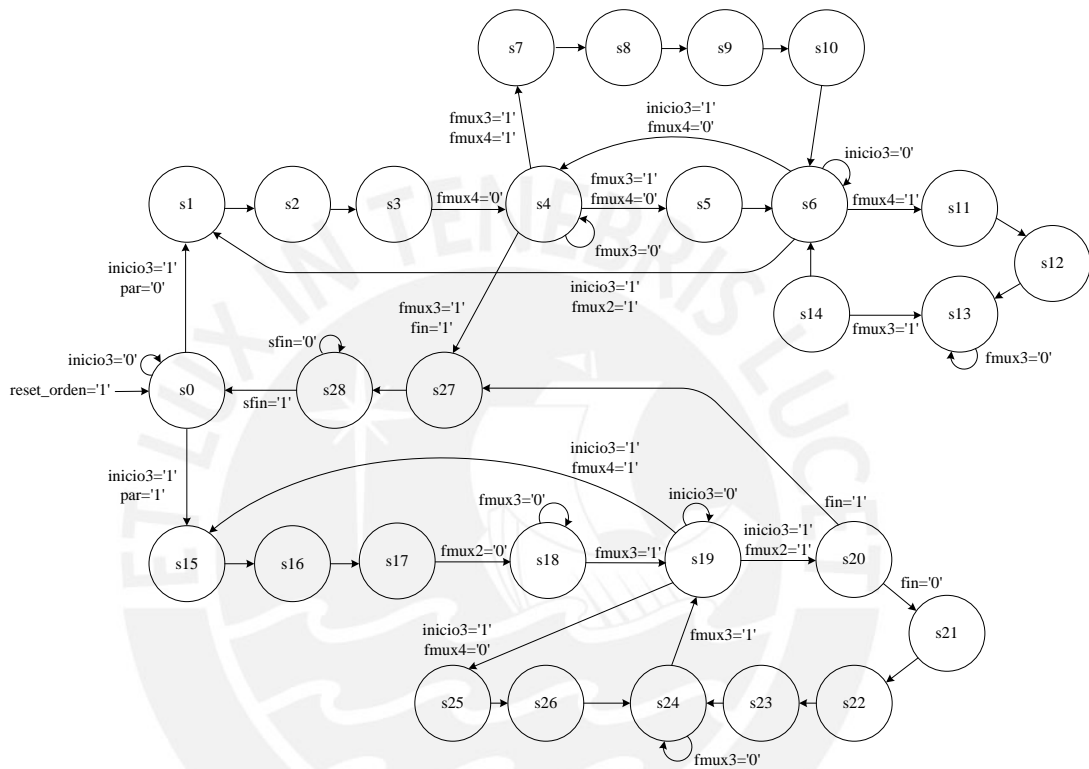 s7
s8
s9
s10
fmux3='1'
fmux4='1'
inicio3='1'
fmux4='0'
inicio3='0'
s1
s2
s3
fmux4='0'
s4
fmux3='1'
fmux4='0'
s5
s6
fmux4='1'
s11
fmux3='0'
s12
inicio3='1'
par='0'
inicio3='1'
fmux2='1'
s14
fmux3='1'
s13
fmux3='0'
fmux3='1'
fin='1'
sfin='0'
inicio3='0'
reset_orden='1'
s0
sfin='1'
s28
s27
inicio3='1'
par='1'
inicio3='1'
fmux4='1'
fmux3='0'
inicio3='0'
fin='1'
s15
s16
s17
fmux2='0'
s18
fmux3='1'
s19
inicio3='1'
fmux2='1'
s20
fin='0'
s21
inicio3='1'
fmux4='0'
fmux3='1'
s25
s26
s24
s23
s22
fmux3='0'
ET LUX IN TENEBRIS LUCET